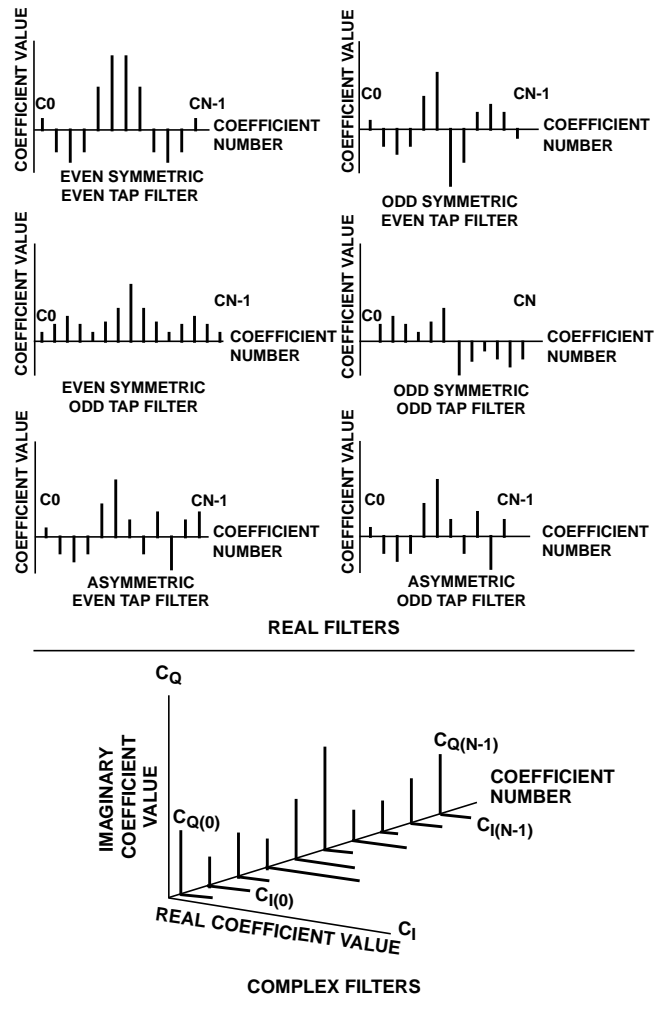 COEFFICIENT VALUE
C0
CN-1
COEFFICIENT
NUMBER
EVEN SYMMETRIC
EVEN TAP FILTER
COEFFICIENT VALUE
C0
CN-1
COEFFICIENT
NUMBER
ODD SYMMETRIC
EVEN TAP FILTER
COEFFICIENT VALUE
C0
CN-1
COEFFICIENT
NUMBER
EVEN SYMMETRIC
ODD TAP FILTER
COEFFICIENT VALUE
C0
CN
COEFFICIENT
NUMBER
ODD SYMMETRIC
ODD TAP FILTER
COEFFICIENT VALUE
C0
CN-1
COEFFICIENT
NUMBER
ASYMMETRIC
EVEN TAP FILTER
COEFFICIENT VALUE
C0
CN-1
COEFFICIENT
NUMBER
ASYMMETRIC
ODD TAP FILTER
REAL FILTERS
CQ
IMAGINARY
COEFFICIENT
VALUE
CQ(0)
CQ(N-1)
COEFFICIENT
NUMBER
CI(N-1)
CI(0)
REAL COEFFICIENT VALUE
CI
COMPLEX FILTERS